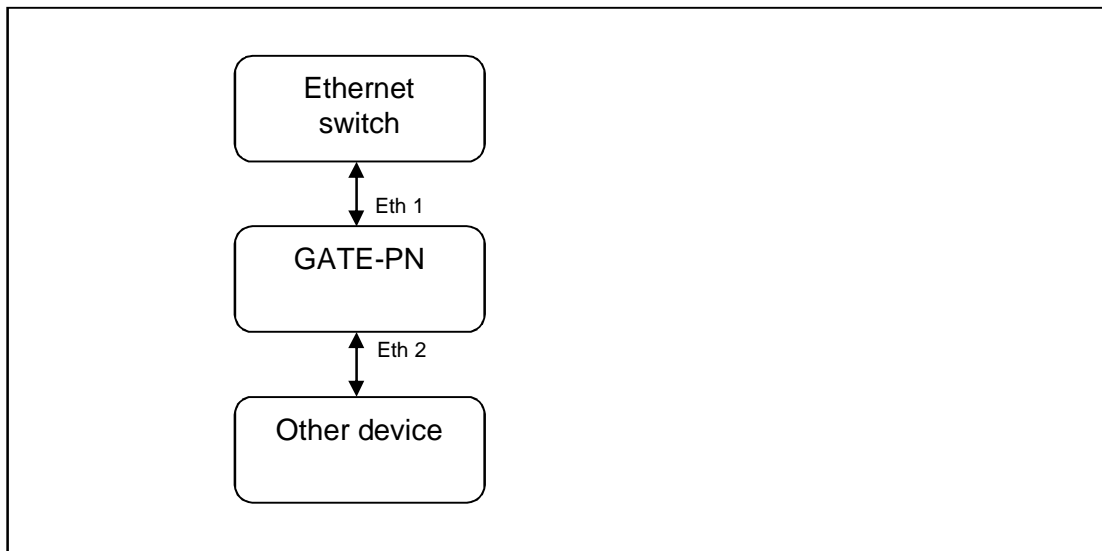 Ethernet
switch
Eth 1
GATE-PN
Eth 2
Other device